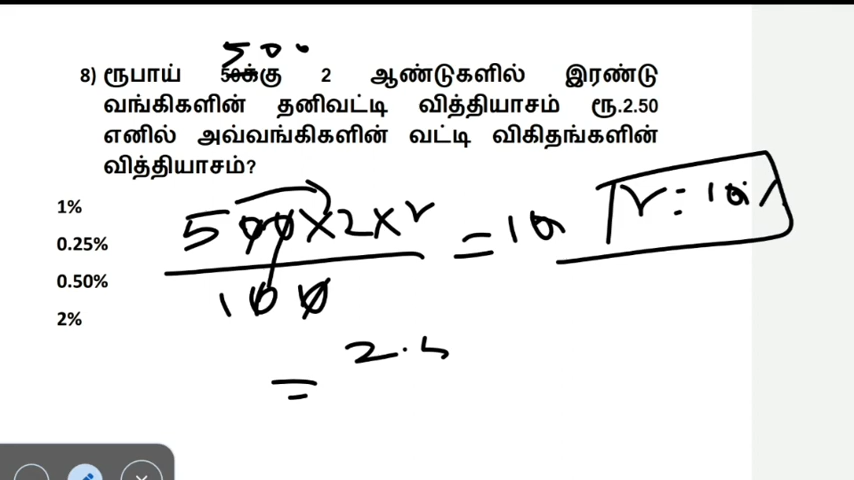 500
8) ரூபாய் 50க்கு 2 ஆண்டுகளில் இரண்டு
வங்கிகளின் தனிவட்டி வித்தியாசம் ரூ.2.50
எனில் அவ்வங்கிகளின் வட்டி விகிதங்களின்
வித்தியாசம்?
1%
0.25%
0.50%
2%
500×2×r
100
= 10
r = 10%
2.5
=